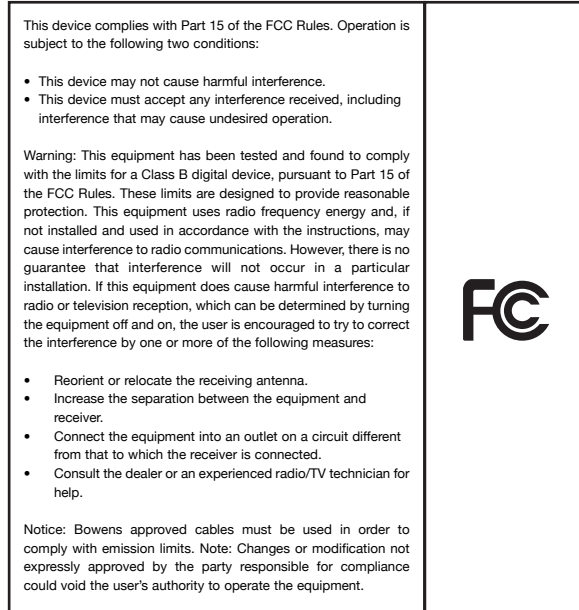 This device complies with Part 15 of the FCC Rules. Operation is
subject to the following two conditions:
• This device may not cause harmful interference.
• This device must accept any interference received, including
interference that may cause undesired operation.
Warning: This equipment has been tested and found to comply
with the limits for a Class B digital device, pursuant to Part 15 of
the FCC Rules. These limits are designed to provide reasonable
protection. This equipment uses radio frequency energy and, if
not installed and used in accordance with the instructions, may
cause interference to radio communications. However, there is no
guarantee that interference will not occur in a particular
installation. If this equipment does cause harmful interference to
radio or television reception, which can be determined by turning
the equipment off and on, the user is encouraged to try to correct
the interference by one or more of the following measures:
• Reorient or relocate the receiving antenna.
• Increase the separation between the equipment and
receiver.
• Connect the equipment into an outlet on a circuit different
from that to which the receiver is connected.
• Consult the dealer or an experienced radio/TV technician for
help.
Notice: Bowens approved cables must be used in order to
comply with emission limits. Note: Changes or modification not
expressly approved by the party responsible for compliance
could void the user's authority to operate the equipment.
FCC